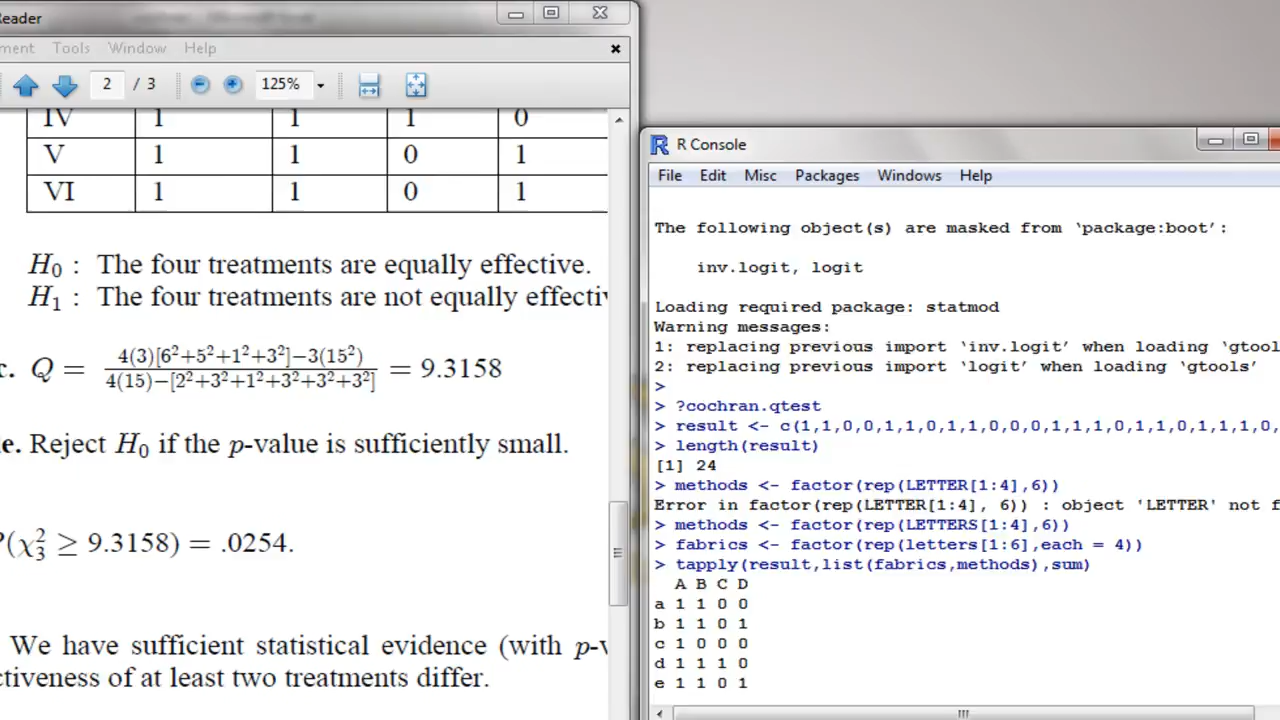 Reader
Tools Window Help
2 / 3 125%
IV 1 1 1 0
V 1 1 0 1
VI 1 1 0 1
H0 : The four treatments are equally effective.
H1 : The four treatments are not equally effectiv
c. Q = 4(3)[6²+5²+1²+3²]−3(15²) / 4(15)−[2²+3²+1²+3²+3²+3²] = 9.3158
e. Reject H0 if the p-value is sufficiently small.
P(χ²3 ≥ 9.3158) = .0254.
We have sufficient statistical evidence (with p-v
ctiveness of at least two treatments differ.
R Console
File Edit Misc Packages Windows Help
The following object(s) are masked from ‘package:boot’:
inv.logit, logit
Loading required package: statmod
Warning messages:
1: replacing previous import ‘inv.logit’ when loading ‘gtool
2: replacing previous import ‘logit’ when loading ‘gtools’
>
> ?cochran.qtest
> result <- c(1,1,0,0,1,1,0,1,1,0,0,0,1,1,1,0,1,1,0,1,1,1,0,
> length(result)
[1] 24
> methods <- factor(rep(LETTER[1:4],6))
Error in factor(rep(LETTER[1:4], 6)) : object 'LETTER' not f
> methods <- factor(rep(LETTERS[1:4],6))
> fabrics <- factor(rep(letters[1:6],each = 4))
> tapply(result,list(fabrics,methods),sum)
A B C D
a 1 1 0 0
b 1 1 0 1
c 1 0 0 0
d 1 1 1 0
e 1 1 0 1